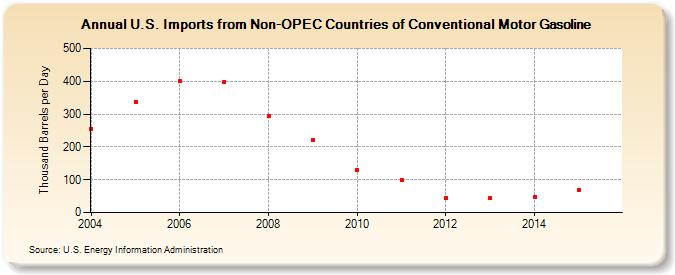 Annual U.S. Imports from Non-OPEC Countries of Conventional Motor Gasoline
Thousand Barrels per Day
500
400
300
200
100
0
2004 2006 2008 2010 2012 2014
Source: U.S. Energy Information Administration